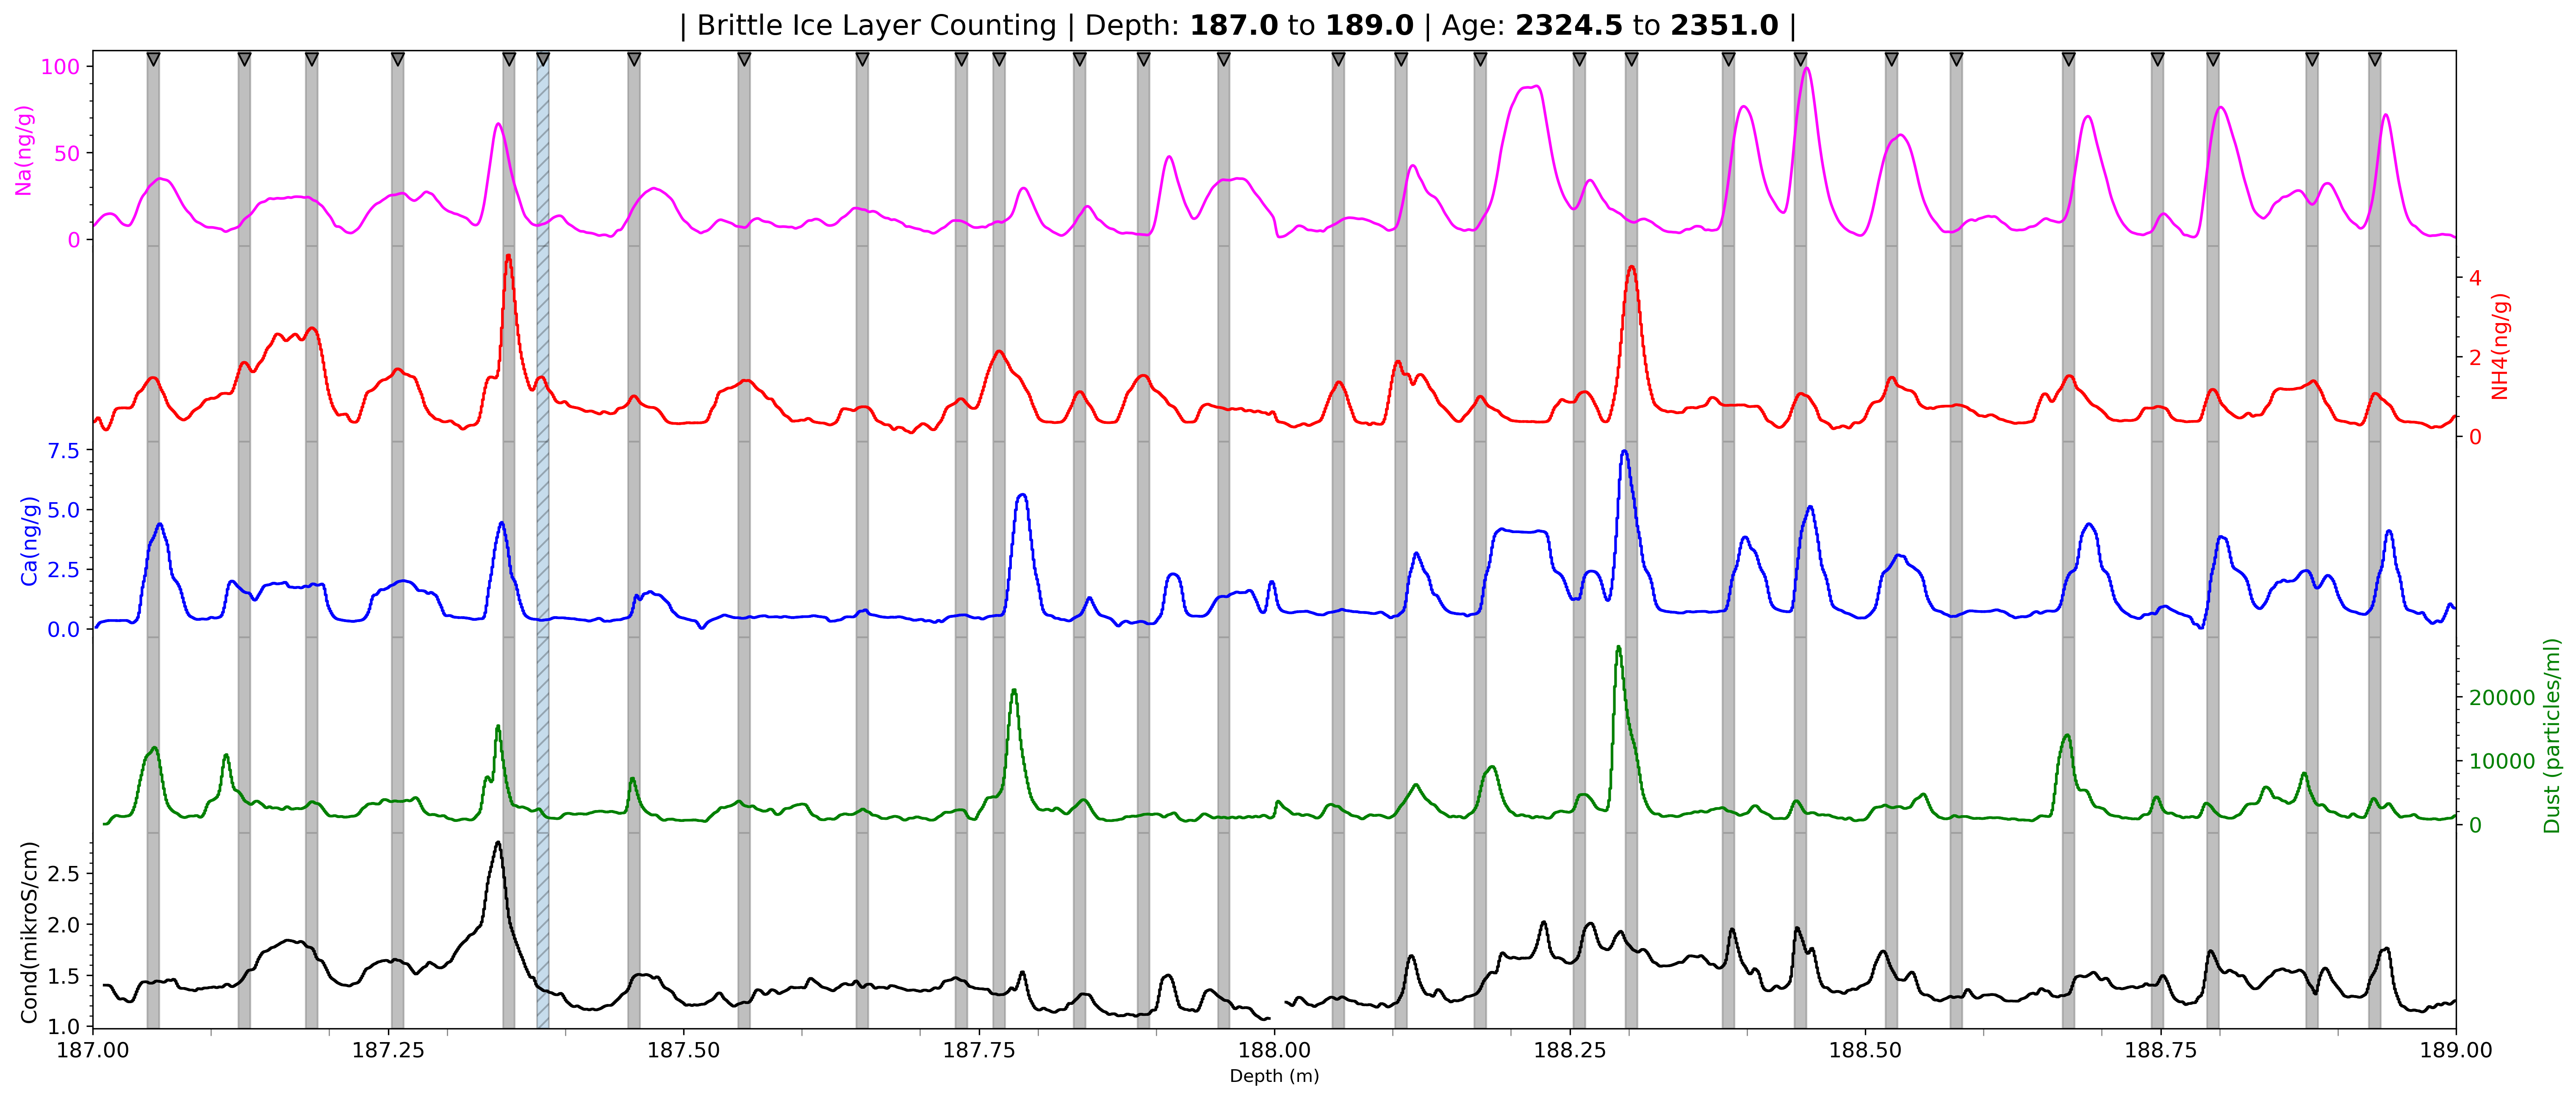 | Brittle Ice Layer Counting | Depth: 187.0 to 189.0 | Age: 2324.5 to 2351.0 |
Na(ng/g)
100
50
0
NH4(ng/g)
4
2
0
Ca(ng/g)
7.5
5.0
2.5
0.0
Dust (particles/ml)
20000
10000
0
Cond(mikroS/cm)
2.5
2.0
1.5
1.0
187.00 187.25 187.50 187.75 188.00 188.25 188.50 188.75 189.00
Depth (m)